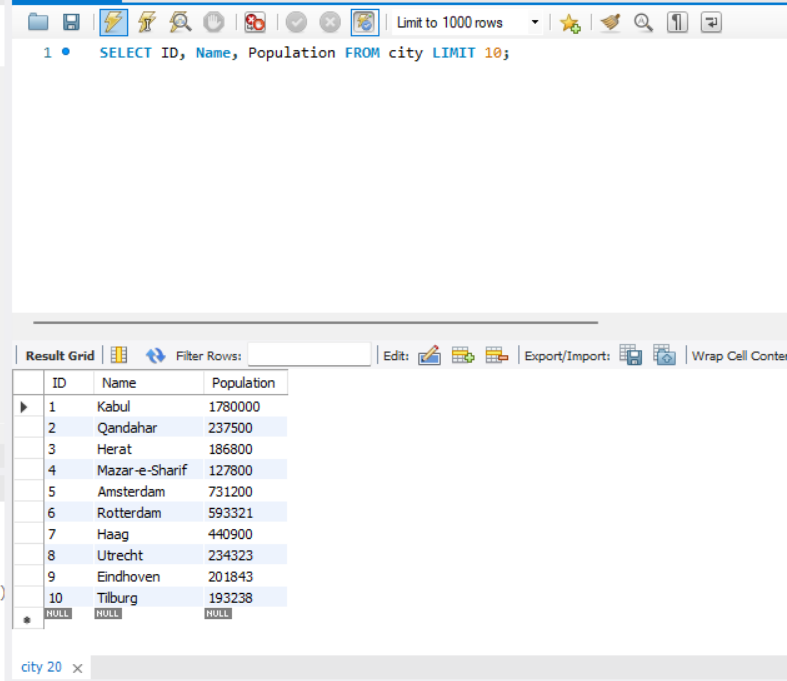 Limit to 1000 rows
1 SELECT ID, Name, Population FROM city LIMIT 10;
Result Grid Filter Rows: Edit: Export/Import: Wrap Cell Conter
ID Name Population
1 Kabul 1780000
2 Qandahar 237500
3 Herat 186800
4 Mazar-e-Sharif 127800
5 Amsterdam 731200
6 Rotterdam 593321
7 Haag 440900
8 Utrecht 234323
9 Eindhoven 201843
10 Tilburg 193238
NULL NULL NULL
)
city 20